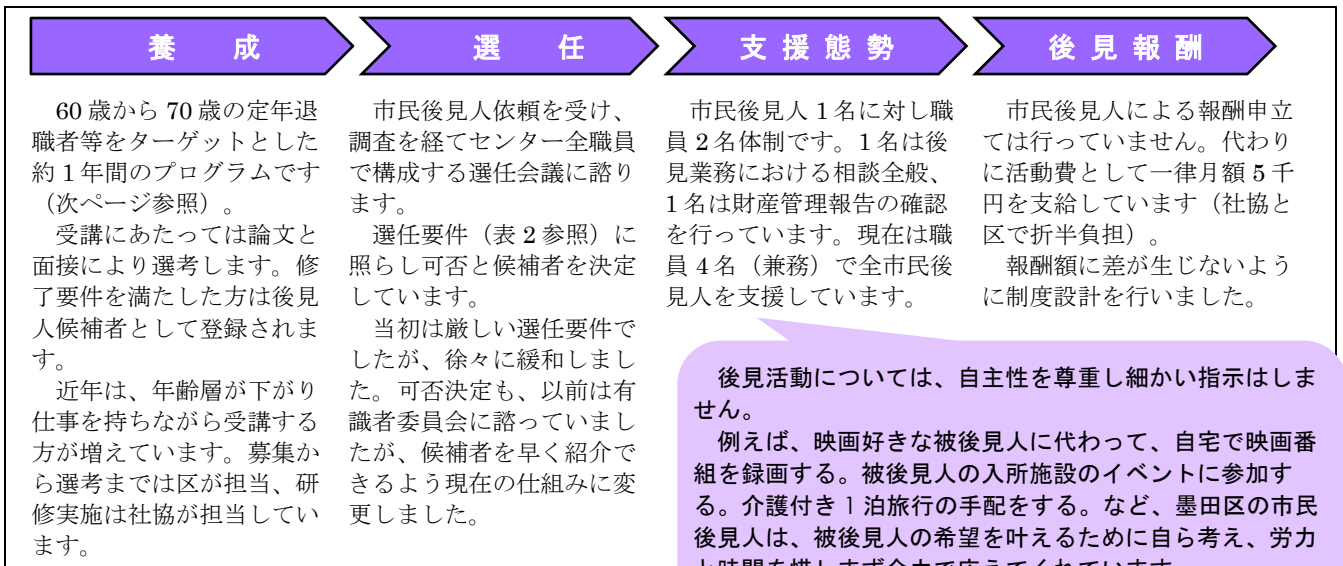 養成
60歳から70歳の定年退
職者等をターゲットとした
約1年間のプログラムです
（次ページ参照）。
受講にあたっては論文と
面接により選考します。修
了要件を満たした方は後見
人候補者として登録されま
す。
近年は、年齢層が下がり
仕事を持ちながら受講する
方が増えています。募集か
ら選考までは区が担当、研
修実施は社協が担当してい
ます。
選任
市民後見人依頼を受け、
調査を経てセンター全職員
で構成する選任会議に諮り
ます。
選任要件（表2参照）に
照らし可否と候補者を決定
しています。
当初は厳しい選任要件で
したが、徐々に緩和しまし
た。可否決定も、以前は有
識者委員会に諮っていまし
たが、候補者を早く紹介で
きるよう現在の仕組みに変
更しました。
支援態勢
市民後見人1名に対し職
員2名体制です。1名は後
見業務における相談全般、
1名は財産管理報告の確認
を行っています。現在は職
員4名（兼務）で全市民後
見人を支援しています。
後見報酬
市民後見人による報酬申立
ては行っていません。代わり
に活動費として一律月額5千
円を支給しています（社協と
区で折半負担）。
報酬額に差が生じないよう
に制度設計を行いました。
後見活動については、自主性を尊重し細かい指示はしま
せん。
例えば、映画好きな被後見人に代わって、自宅で映画番
組を録画する。被後見人の入所施設のイベントに参加す
る。介護付き1泊旅行の手配をする。など、墨田区の市民
後見人は、被後見人の希望を叶えるために自ら考え、労力
と時間を惜しまず全力で応えてくれています。